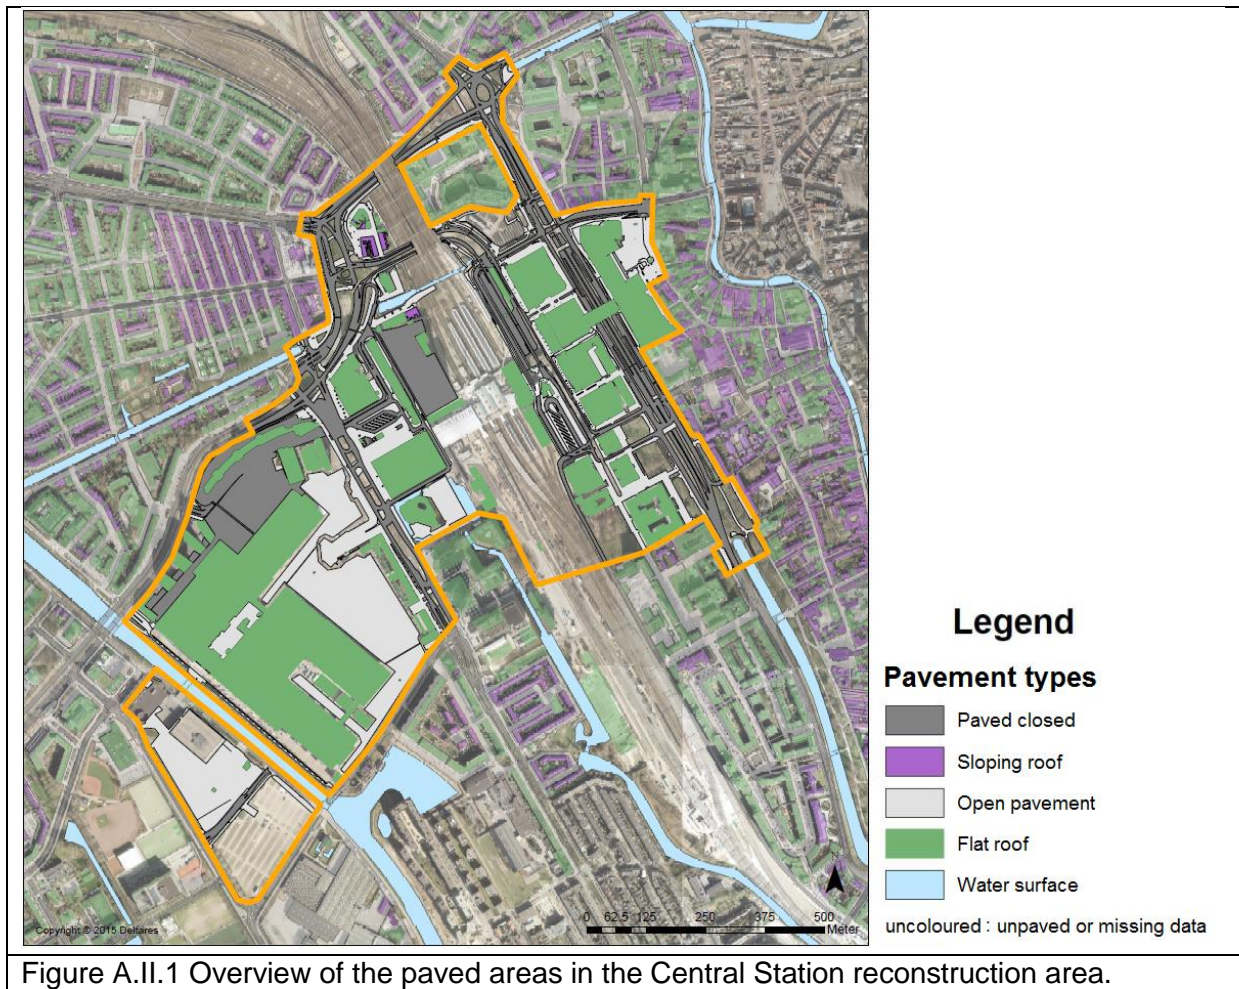 Legend
Pavement types
Paved closed
Sloping roof
Open pavement
Flat roof
Water surface
uncoloured : unpaved or missing data
0 62.5 125 250 375 500
Meter
Copyright © 2015 Deltares
Figure A.II.1 Overview of the paved areas in the Central Station reconstruction area.